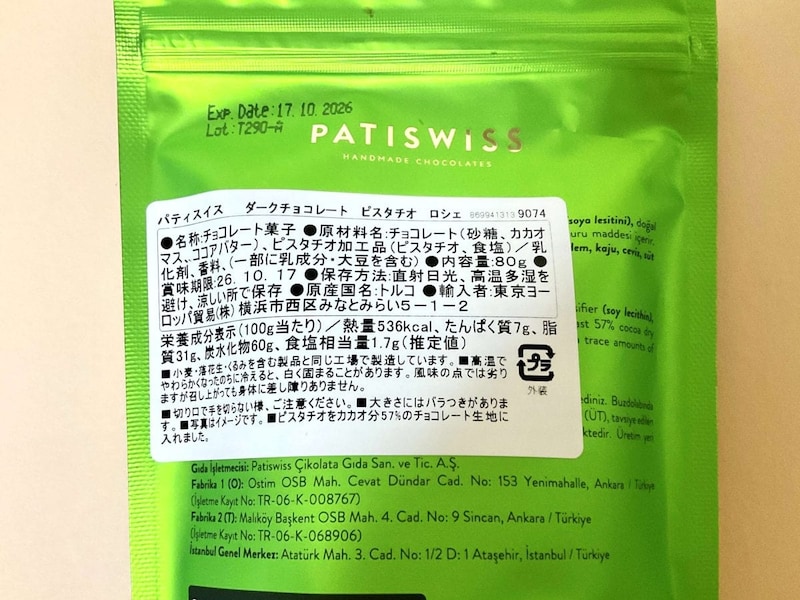 Exp. Date: 17. 10. 2026
Lot: T290-A
PATISWISS
HANDMADE CHOCOLATES
パティスイス ダークチョコレート ピスタチオ ロシェ 869941313 9074
●名称:チョコレート菓子 ●原材料名:チョコレート(砂糖、カカオ
マス、ココアバター)、ピスタチオ加工品(ピスタチオ、食塩)/乳
化剤、香料、(一部に乳成分・大豆を含む) ●内容量:80g ●
賞味期限:26. 10. 17 ●保存方法:直射日光、高温多湿を
避け、涼しい所で保存 ●原産国名:トルコ ●輸入者:東京ヨー
ロッパ貿易(株) 横浜市西区みなとみらい5-1-2
栄養成分表示(100g当たり)/熱量536kcal、たんぱく質7g、脂
質31g、炭水化物60g、食塩相当量1.7g(推定値)
■小麦・落花生・くるみを含む製品と同じ工場で製造しています。■高温で
やわらかくなったのちに冷えると、白く固まることがあります。風味の点では劣り
ますが召し上がっても身体に差し障りありません。
プラ
外装
■切り口で手を切らない様、ご注意ください。■大きさにはバラつきがありま
す。■写真はイメージです。■ピスタチオをカカオ分57%のチョコレート生地に
入れました。
(soya lesitini), doğal
uru maddesi içerir.
lem, kaju, ceviz, süt
sifier (soy lecithin),
ast 57% cocoa dry
trace amounts of
ediniz. Buzdolabında
(ÜT), tavsiye edilen
ktedir. Üretim yeri
Gıda İşletmecisi: Patiswiss Çikolata Gıda San. ve Tic. A.Ş.
Fabrika 1 (O): Ostim OSB Mah. Cevat Dündar Cad. No: 153 Yenimahalle, Ankara / Türkiye
(İşletme Kayıt No: TR-06-K-008767)
Fabrika 2 (T): Malıköy Başkent OSB Mah. 4. Cad. No: 9 Sincan, Ankara / Türkiye
(İşletme Kayıt No: TR-06-K-068906)
İstanbul Genel Merkez: Atatürk Mah. 3. Cad. No: 1/2 D: 1 Ataşehir, İstanbul / Türkiye